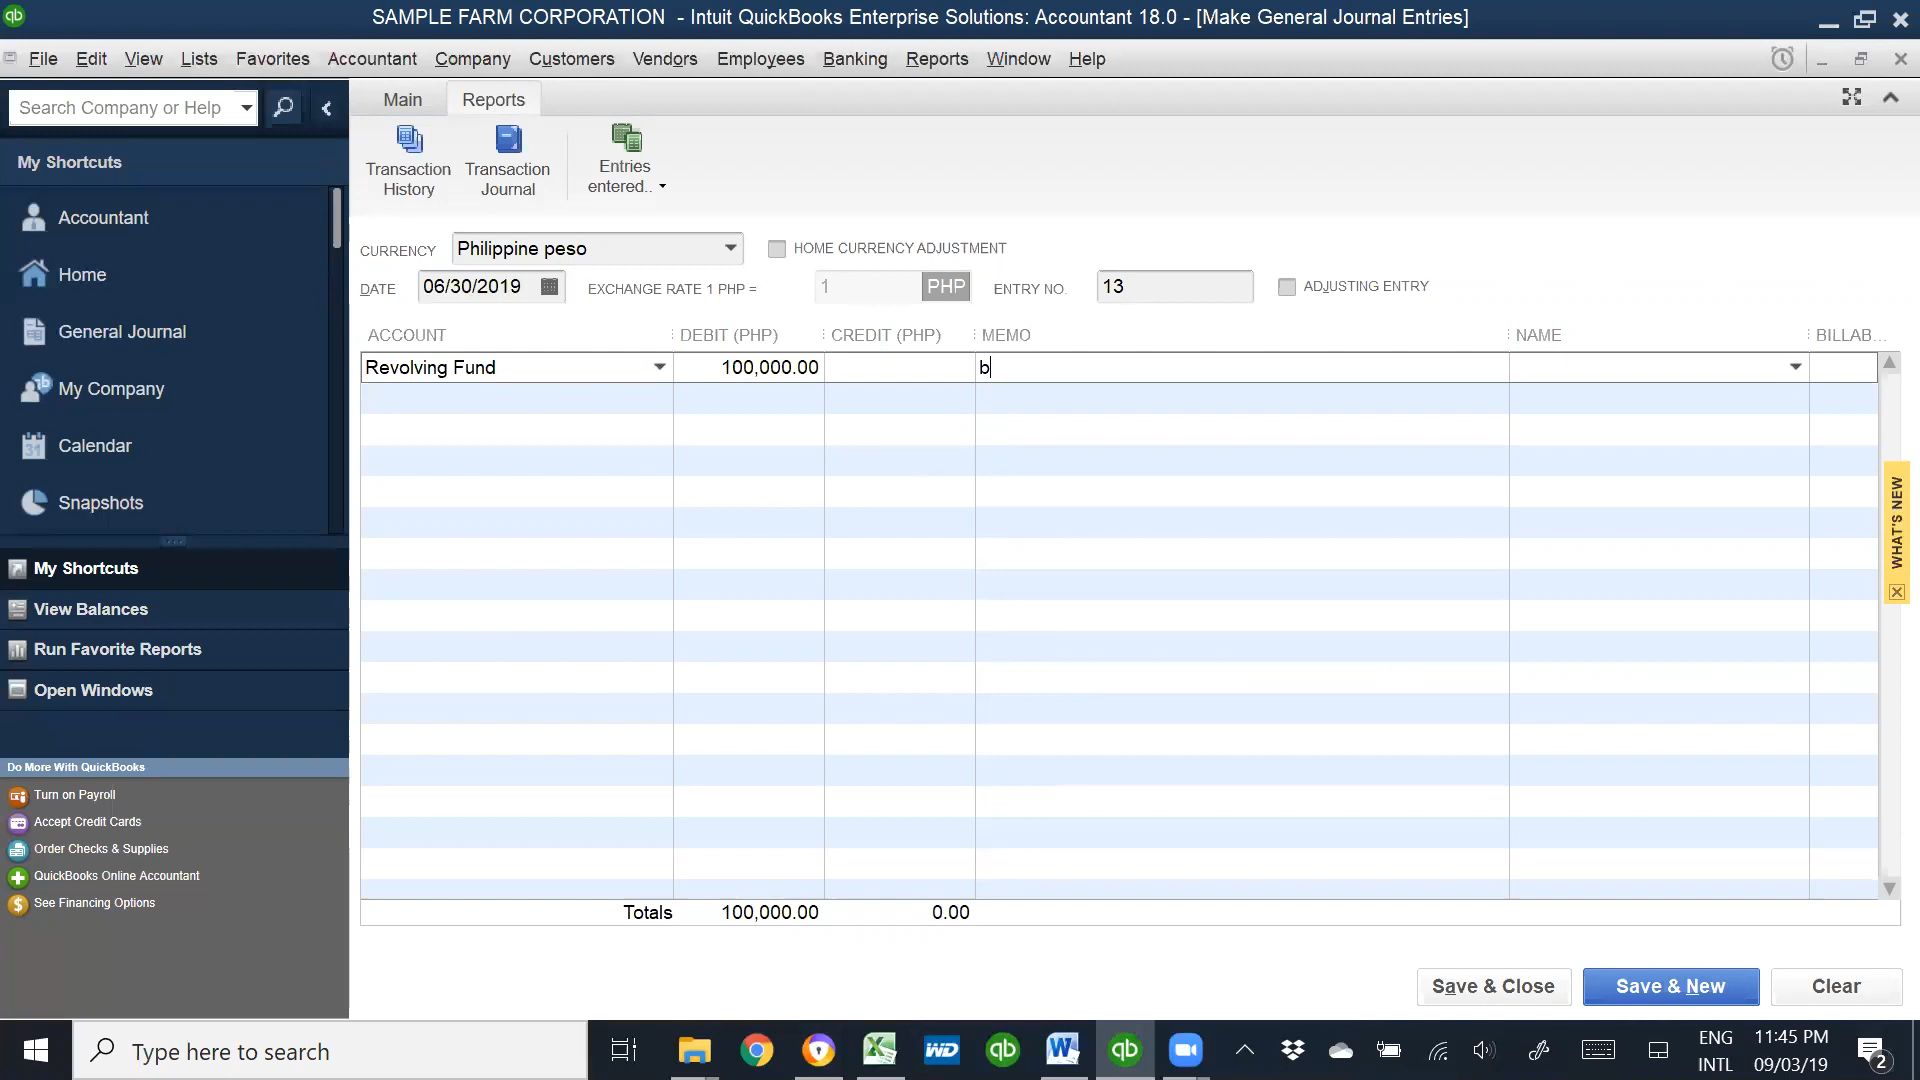 qb
SAMPLE FARM CORPORATION - Intuit QuickBooks Enterprise Solutions: Accountant 18.0 - [Make General Journal Entries]
File Edit View Lists Favorites Accountant Company Customers Vendors Employees Banking Reports Window Help
Search Company or Help
Main Reports
My Shortcuts
Transaction History
Transaction Journal
Entries entered..
Accountant
Home
General Journal
My Company
31 Calendar
Snapshots
My Shortcuts
View Balances
Run Favorite Reports
Open Windows
Do More With QuickBooks
Turn on Payroll
Accept Credit Cards
Order Checks & Supplies
QuickBooks Online Accountant
$ See Financing Options
CURRENCY Philippine peso HOME CURRENCY ADJUSTMENT
DATE 06/30/2019 EXCHANGE RATE 1 PHP = 1 PHP ENTRY NO. 13 ADJUSTING ENTRY
ACCOUNT DEBIT (PHP) CREDIT (PHP) MEMO NAME BILLAB...
Revolving Fund 100,000.00 b
WHAT'S NEW
Totals 100,000.00 0.00
Save & Close Save & New Clear
Type here to search
WD qb W qb
ENG INTL
11:45 PM
09/03/19
2